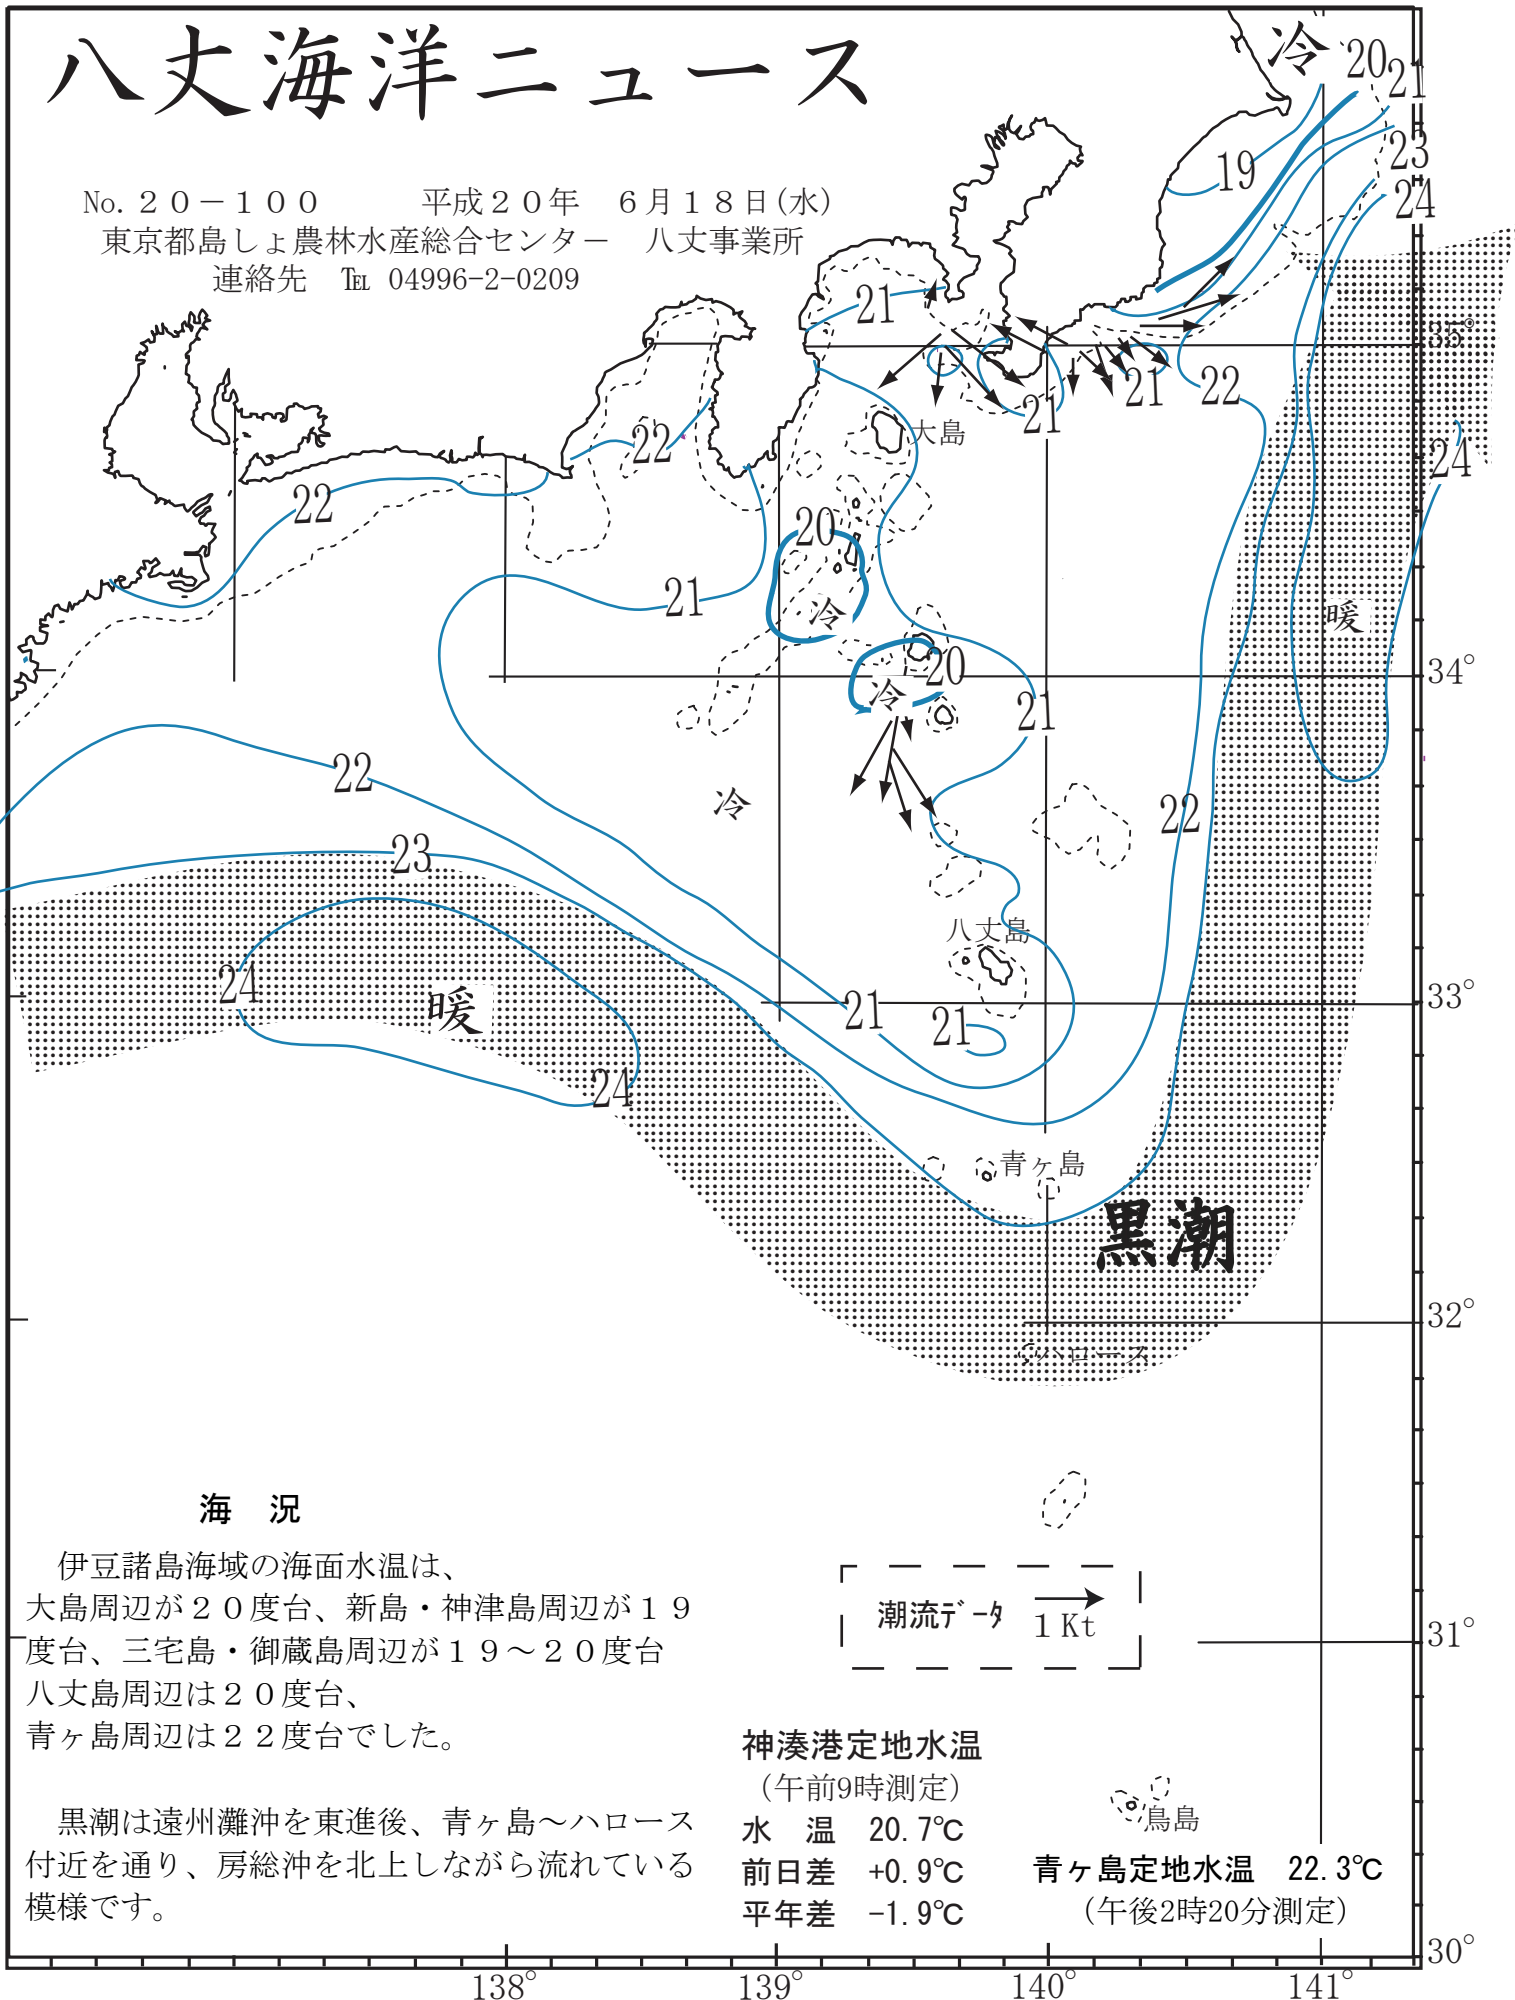 八丈海洋ニュース
No.２０－１００　　　平成２０年　６月１８日(水)
東京都島しょ農林水産総合センター　八丈事業所
連絡先　℡ 04996-2-0209
冷
20
21
19
23
24
35°
21
21
21
22
大島
22
22
24
20
21
冷
暖
20
34°
冷
21
22
冷
22
23
八丈島
24
暖
33°
21
21
24
青ヶ島
黒潮
32°
ハロース
海　況
伊豆諸島海域の海面水温は、
大島周辺が２０度台、新島・神津島周辺が１９
度台、三宅島・御蔵島周辺が１９～２０度台
八丈島周辺は２０度台、
青ヶ島周辺は２２度台でした。
黒潮は遠州灘沖を東進後、青ヶ島～ハロース
付近を通り、房総沖を北上しながら流れている
模様です。
潮流ﾃﾞｰﾀ
1 Kt
31°
神湊港定地水温
（午前9時測定）
水　温　20.7℃
前日差　+0.9℃
平年差　-1.9℃
鳥島
青ヶ島定地水温　22.3℃
（午後2時20分測定）
30°
138°
139°
140°
141°